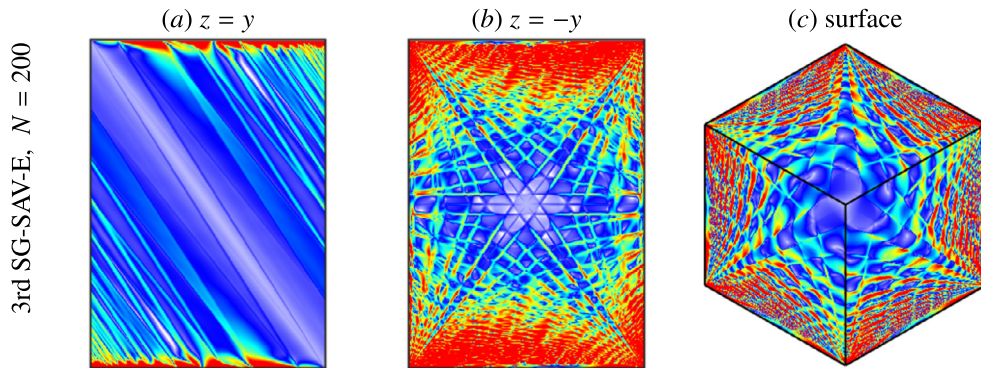 (a) z = y
(b) z = −y
(c) surface
3rd SG-SAV-E, N = 200